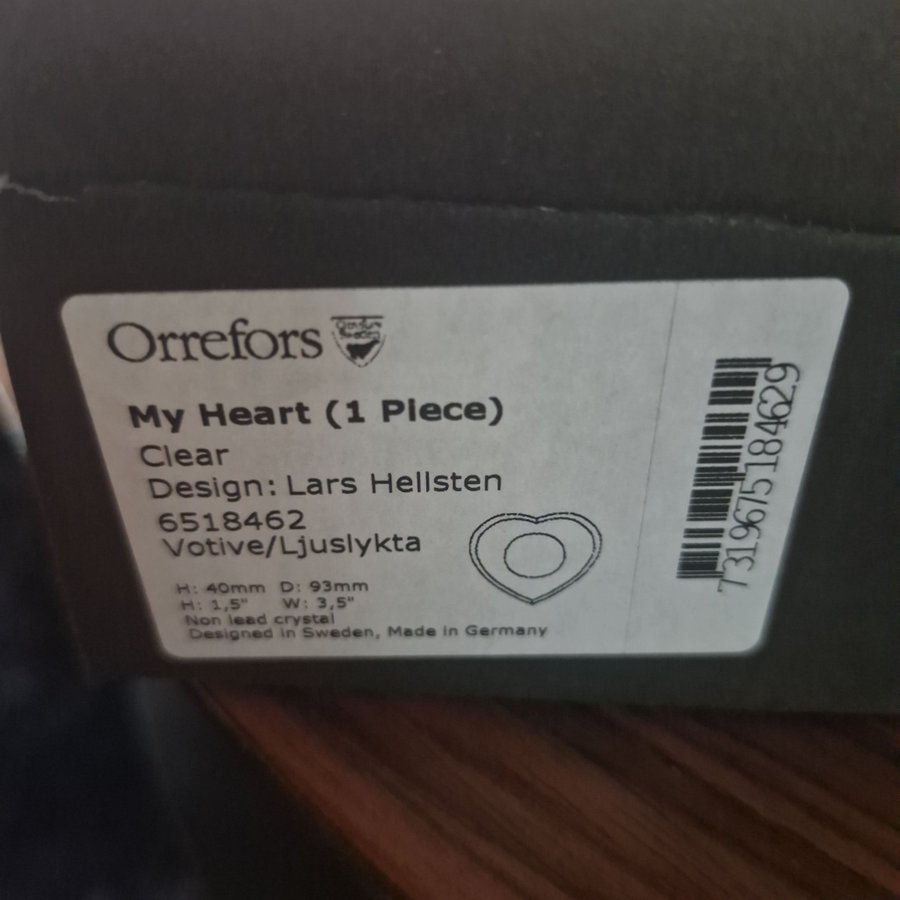 Orrefors
My Heart (1 Piece)
Clear
Design: Lars Hellsten
6518462
Votive/Ljuslykta
H: 40mm D: 93mm
H: 1,5" W: 3,5"
Non lead crystal
Designed in Sweden, Made in Germany
7319675184629